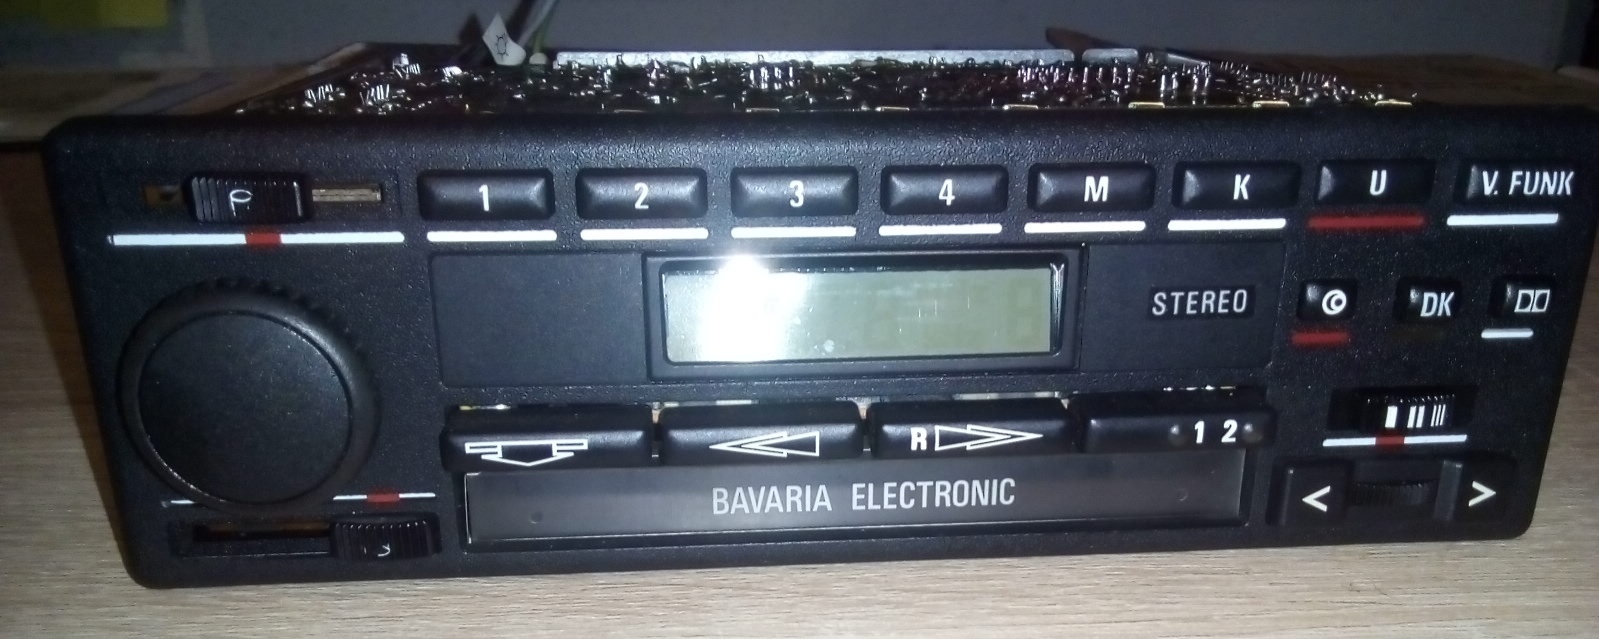 1 2 3 4 M K U V. FUNK
STEREO DK
R 1 2
BAVARIA ELECTRONIC
< >